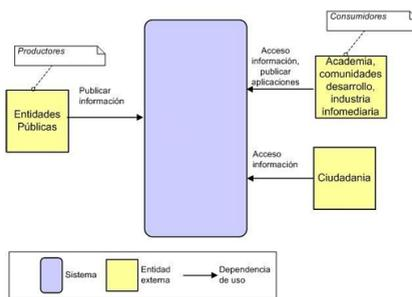 Consumidores
Productores
Acceso
información,
publicar
aplicaciones
Academia,
comunidades
desarrollo,
industria
infomediaria
Publicar
información
Entidades
Públicas
Acceso
información
Ciudadania
Sistema
Entidad
externa
Dependencia
de uso